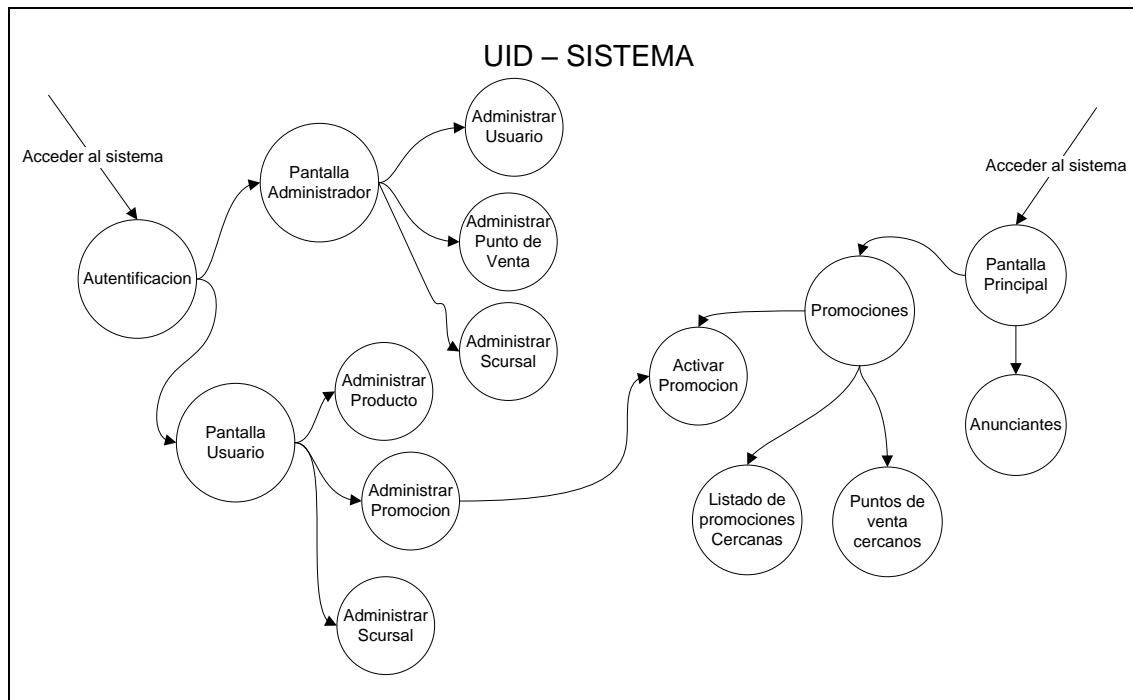 UID – SISTEMA
Acceder al sistema
Autentificacion
Pantalla
Administrador
Administrar
Usuario
Administrar
Punto de
Venta
Administrar
Scursal
Pantalla
Usuario
Administrar
Producto
Administrar
Promocion
Administrar
Scursal
Acceder al sistema
Pantalla
Principal
Promociones
Activar
Promocion
Anunciantes
Listado de
promociones
Cercanas
Puntos de
venta
cercanos